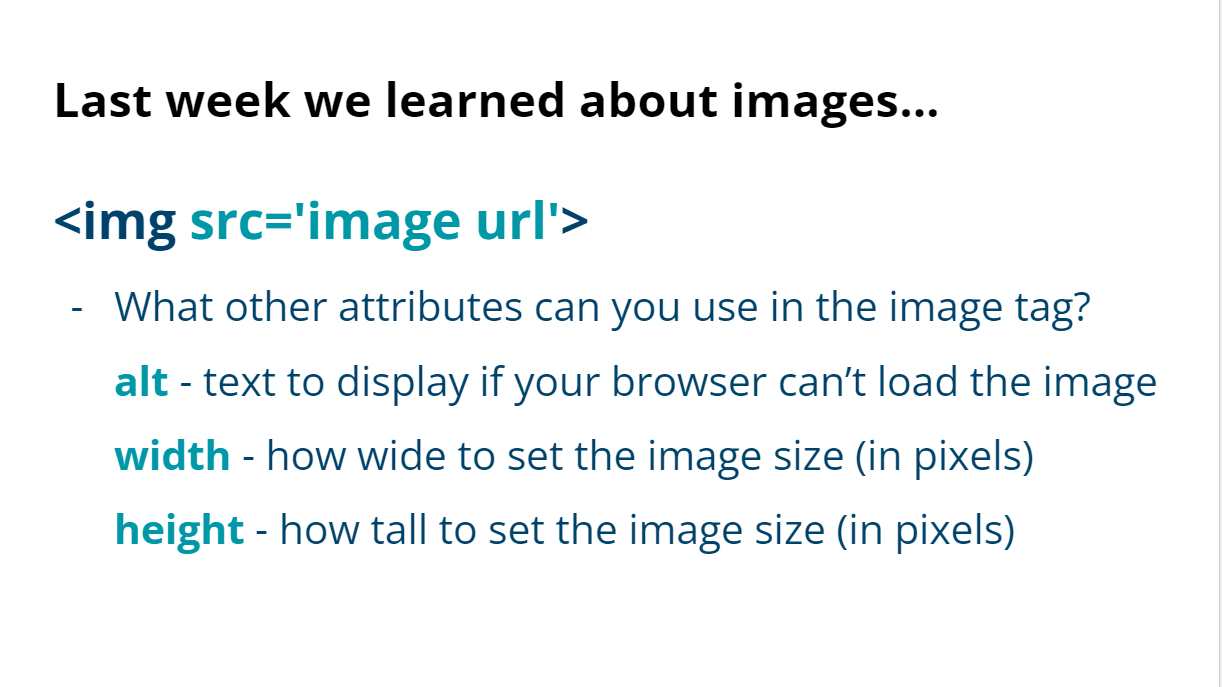 Last week we learned about images...
<img src='image url'>
- What other attributes can you use in the image tag?
alt - text to display if your browser can’t load the image
width - how wide to set the image size (in pixels)
height - how tall to set the image size (in pixels)